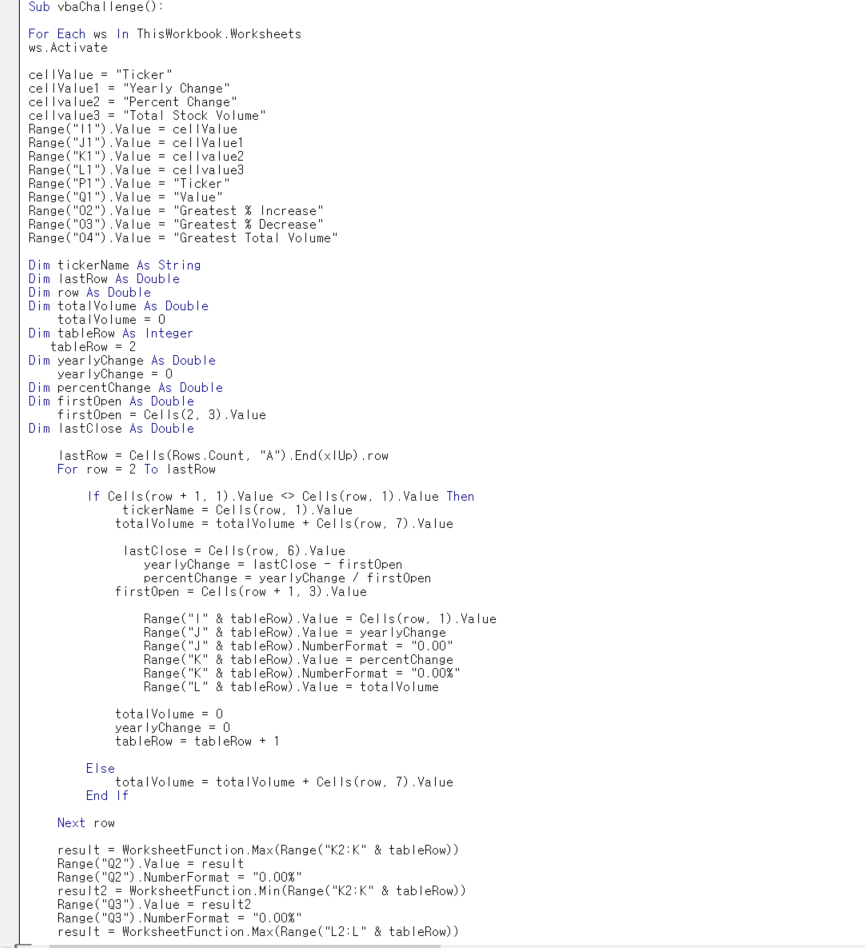 Sub vbaChallenge():
For Each ws In ThisWorkbook.Worksheets
ws.Activate
cellValue = "Ticker"
cellValue1 = "Yearly Change"
cellvalue2 = "Percent Change"
cellvalue3 = "Total Stock Volume"
Range("I1").Value = cellValue
Range("J1").Value = cellValue1
Range("K1").Value = cellvalue2
Range("L1").Value = cellvalue3
Range("P1").Value = "Ticker"
Range("Q1").Value = "Value"
Range("O2").Value = "Greatest % Increase"
Range("O3").Value = "Greatest % Decrease"
Range("O4").Value = "Greatest Total Volume"
Dim tickerName As String
Dim lastRow As Double
Dim row As Double
Dim totalVolume As Double
totalVolume = 0
Dim tableRow As Integer
tableRow = 2
Dim yearlyChange As Double
yearlyChange = 0
Dim percentChange As Double
Dim firstOpen As Double
firstOpen = Cells(2, 3).Value
Dim lastClose As Double
lastRow = Cells(Rows.Count, "A").End(xlUp).row
For row = 2 To lastRow
If Cells(row + 1, 1).Value <> Cells(row, 1).Value Then
tickerName = Cells(row, 1).Value
totalVolume = totalVolume + Cells(row, 7).Value
lastClose = Cells(row, 6).Value
yearlyChange = lastClose - firstOpen
percentChange = yearlyChange / firstOpen
firstOpen = Cells(row + 1, 3).Value
Range("I" & tableRow).Value = Cells(row, 1).Value
Range("J" & tableRow).Value = yearlyChange
Range("J" & tableRow).NumberFormat = "0.00"
Range("K" & tableRow).Value = percentChange
Range("K" & tableRow).NumberFormat = "0.00%"
Range("L" & tableRow).Value = totalVolume
totalVolume = 0
yearlyChange = 0
tableRow = tableRow + 1
Else
totalVolume = totalVolume + Cells(row, 7).Value
End If
Next row
result = WorksheetFunction.Max(Range("K2:K" & tableRow))
Range("Q2").Value = result
Range("Q2").NumberFormat = "0.00%"
result2 = WorksheetFunction.Min(Range("K2:K" & tableRow))
Range("Q3").Value = result2
Range("Q3").NumberFormat = "0.00%"
result = WorksheetFunction.Max(Range("L2:L" & tableRow))